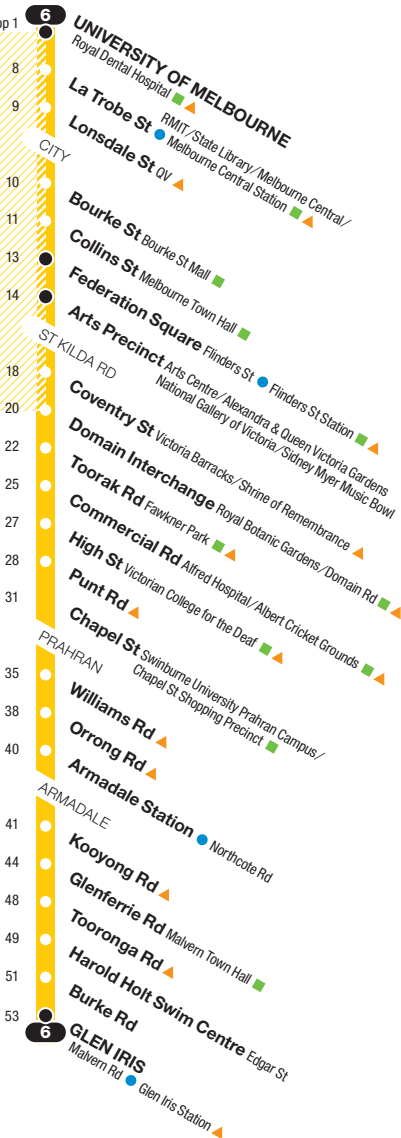 6
op 1 UNIVERSITY OF MELBOURNE
Royal Dental Hospital
8 La Trobe St RMIT/State Library/Melbourne Central/
Melbourne Central Station
9 Lonsdale St QV
CITY
10 Bourke St Bourke St Mall
11 Collins St Melbourne Town Hall
13 Federation Square Flinders St Flinders St Station
14 Arts Precinct Arts Centre/Alexandra & Queen Victoria Gardens
National Gallery of Victoria/Sidney Myer Music Bowl
ST KILDA RD
18 Coventry St Victoria Barracks/Shrine of Remembrance
20 Domain Interchange Royal Botanic Gardens/Domain Rd
22 Toorak Rd Fawkner Park
25 Commercial Rd Alfred Hospital/Albert Cricket Grounds
27 High St Victorian College for the Deaf
28 Punt Rd
31 Chapel St Swinburne University Prahran Campus/
Chapel St Shopping Precinct
PRAHRAN
35 Williams Rd
38 Orrong Rd
40 Armadale Station Northcote Rd
ARMADALE
41 Kooyong Rd
44 Glenferrie Rd Malvern Town Hall
48 Tooronga Rd
49 Harold Holt Swim Centre Edgar St
51 Burke Rd
53 GLEN IRIS
Malvern Rd Glen Iris Station
6